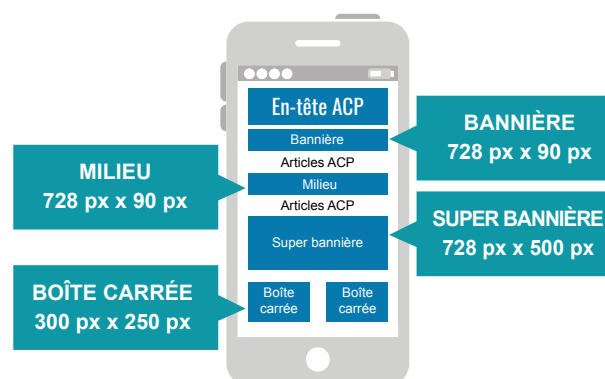 En-tête ACP
Bannière
Articles ACP
Milieu
Articles ACP
Super bannière
Boîte
carrée
Boîte
carrée
BANNIÈRE
728 px x 90 px
MILIEU
728 px x 90 px
SUPER BANNIÈRE
728 px x 500 px
BOÎTE CARRÉE
300 px x 250 px